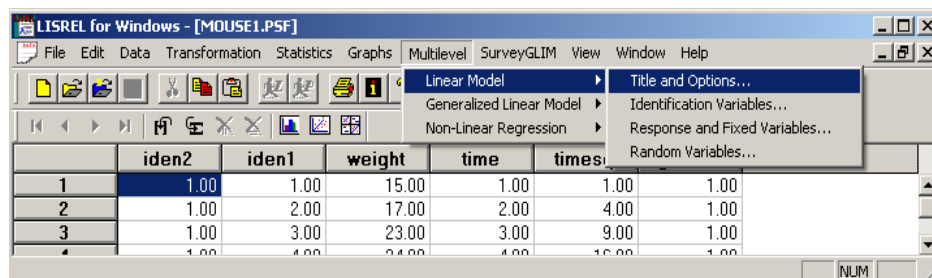 LISREL for Windows - [MOUSE1.PSF]
File Edit Data Transformation Statistics Graphs Multilevel SurveyGLIM View Window Help
Linear Model
Generalized Linear Model
Non-Linear Regression
Title and Options...
Identification Variables...
Response and Fixed Variables...
Random Variables...
iden2 iden1 weight time
1 1.00 1.00 15.00 1.00 1.00 1.00
2 1.00 2.00 17.00 2.00 4.00 1.00
3 1.00 3.00 23.00 3.00 9.00 1.00
NUM